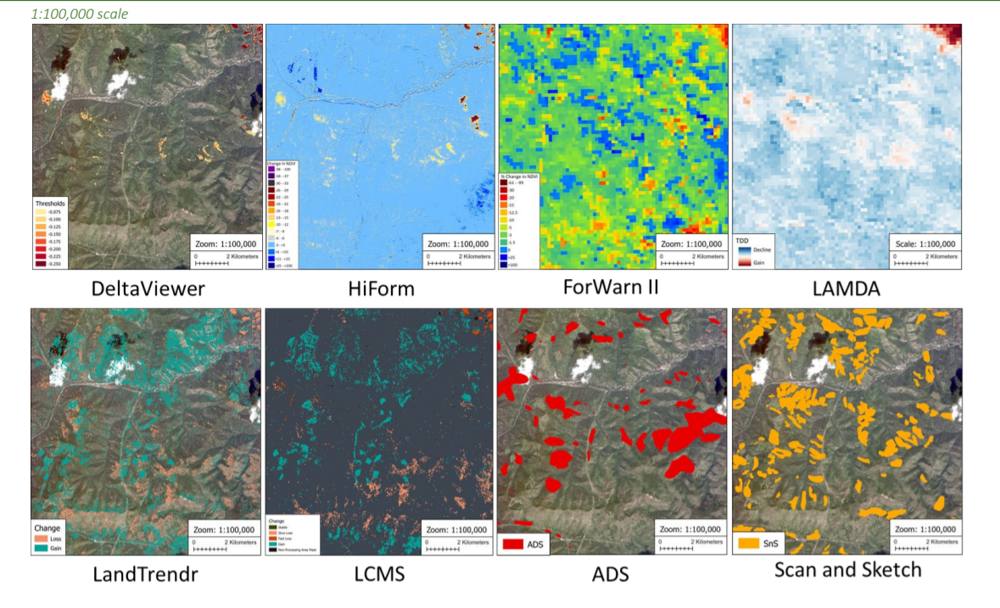 1:100,000 scale
Thresholds
-0.075
-0.100
-0.125
-0.150
-0.175
-0.200
-0.225
-0.250
Zoom: 1:100,000
0 2 Kilometers
Change in NDVI
Zoom: 1:100,000
0 2 Kilometers
% Change in NDVI
-30
-20
-15
-12.5
-10
-5
-3
-1.5
Zoom: 1:100,000
0 2 Kilometers
TDD
Decline
Gain
Scale: 1:100,000
0 2 Kilometers
DeltaViewer
HiForm
ForWarn II
LAMDA
Change
Loss
Gain
Zoom: 1:100,000
0 2 Kilometers
Change
Stable
Slow Loss
Fast Loss
Gain
Non-Processing Area Mask
Zoom: 1:100,000
0 2 Kilometers
ADS
Zoom: 1:100,000
0 2 Kilometers
SnS
Zoom: 1:100,000
0 2 Kilometers
LandTrendr
LCMS
ADS
Scan and Sketch